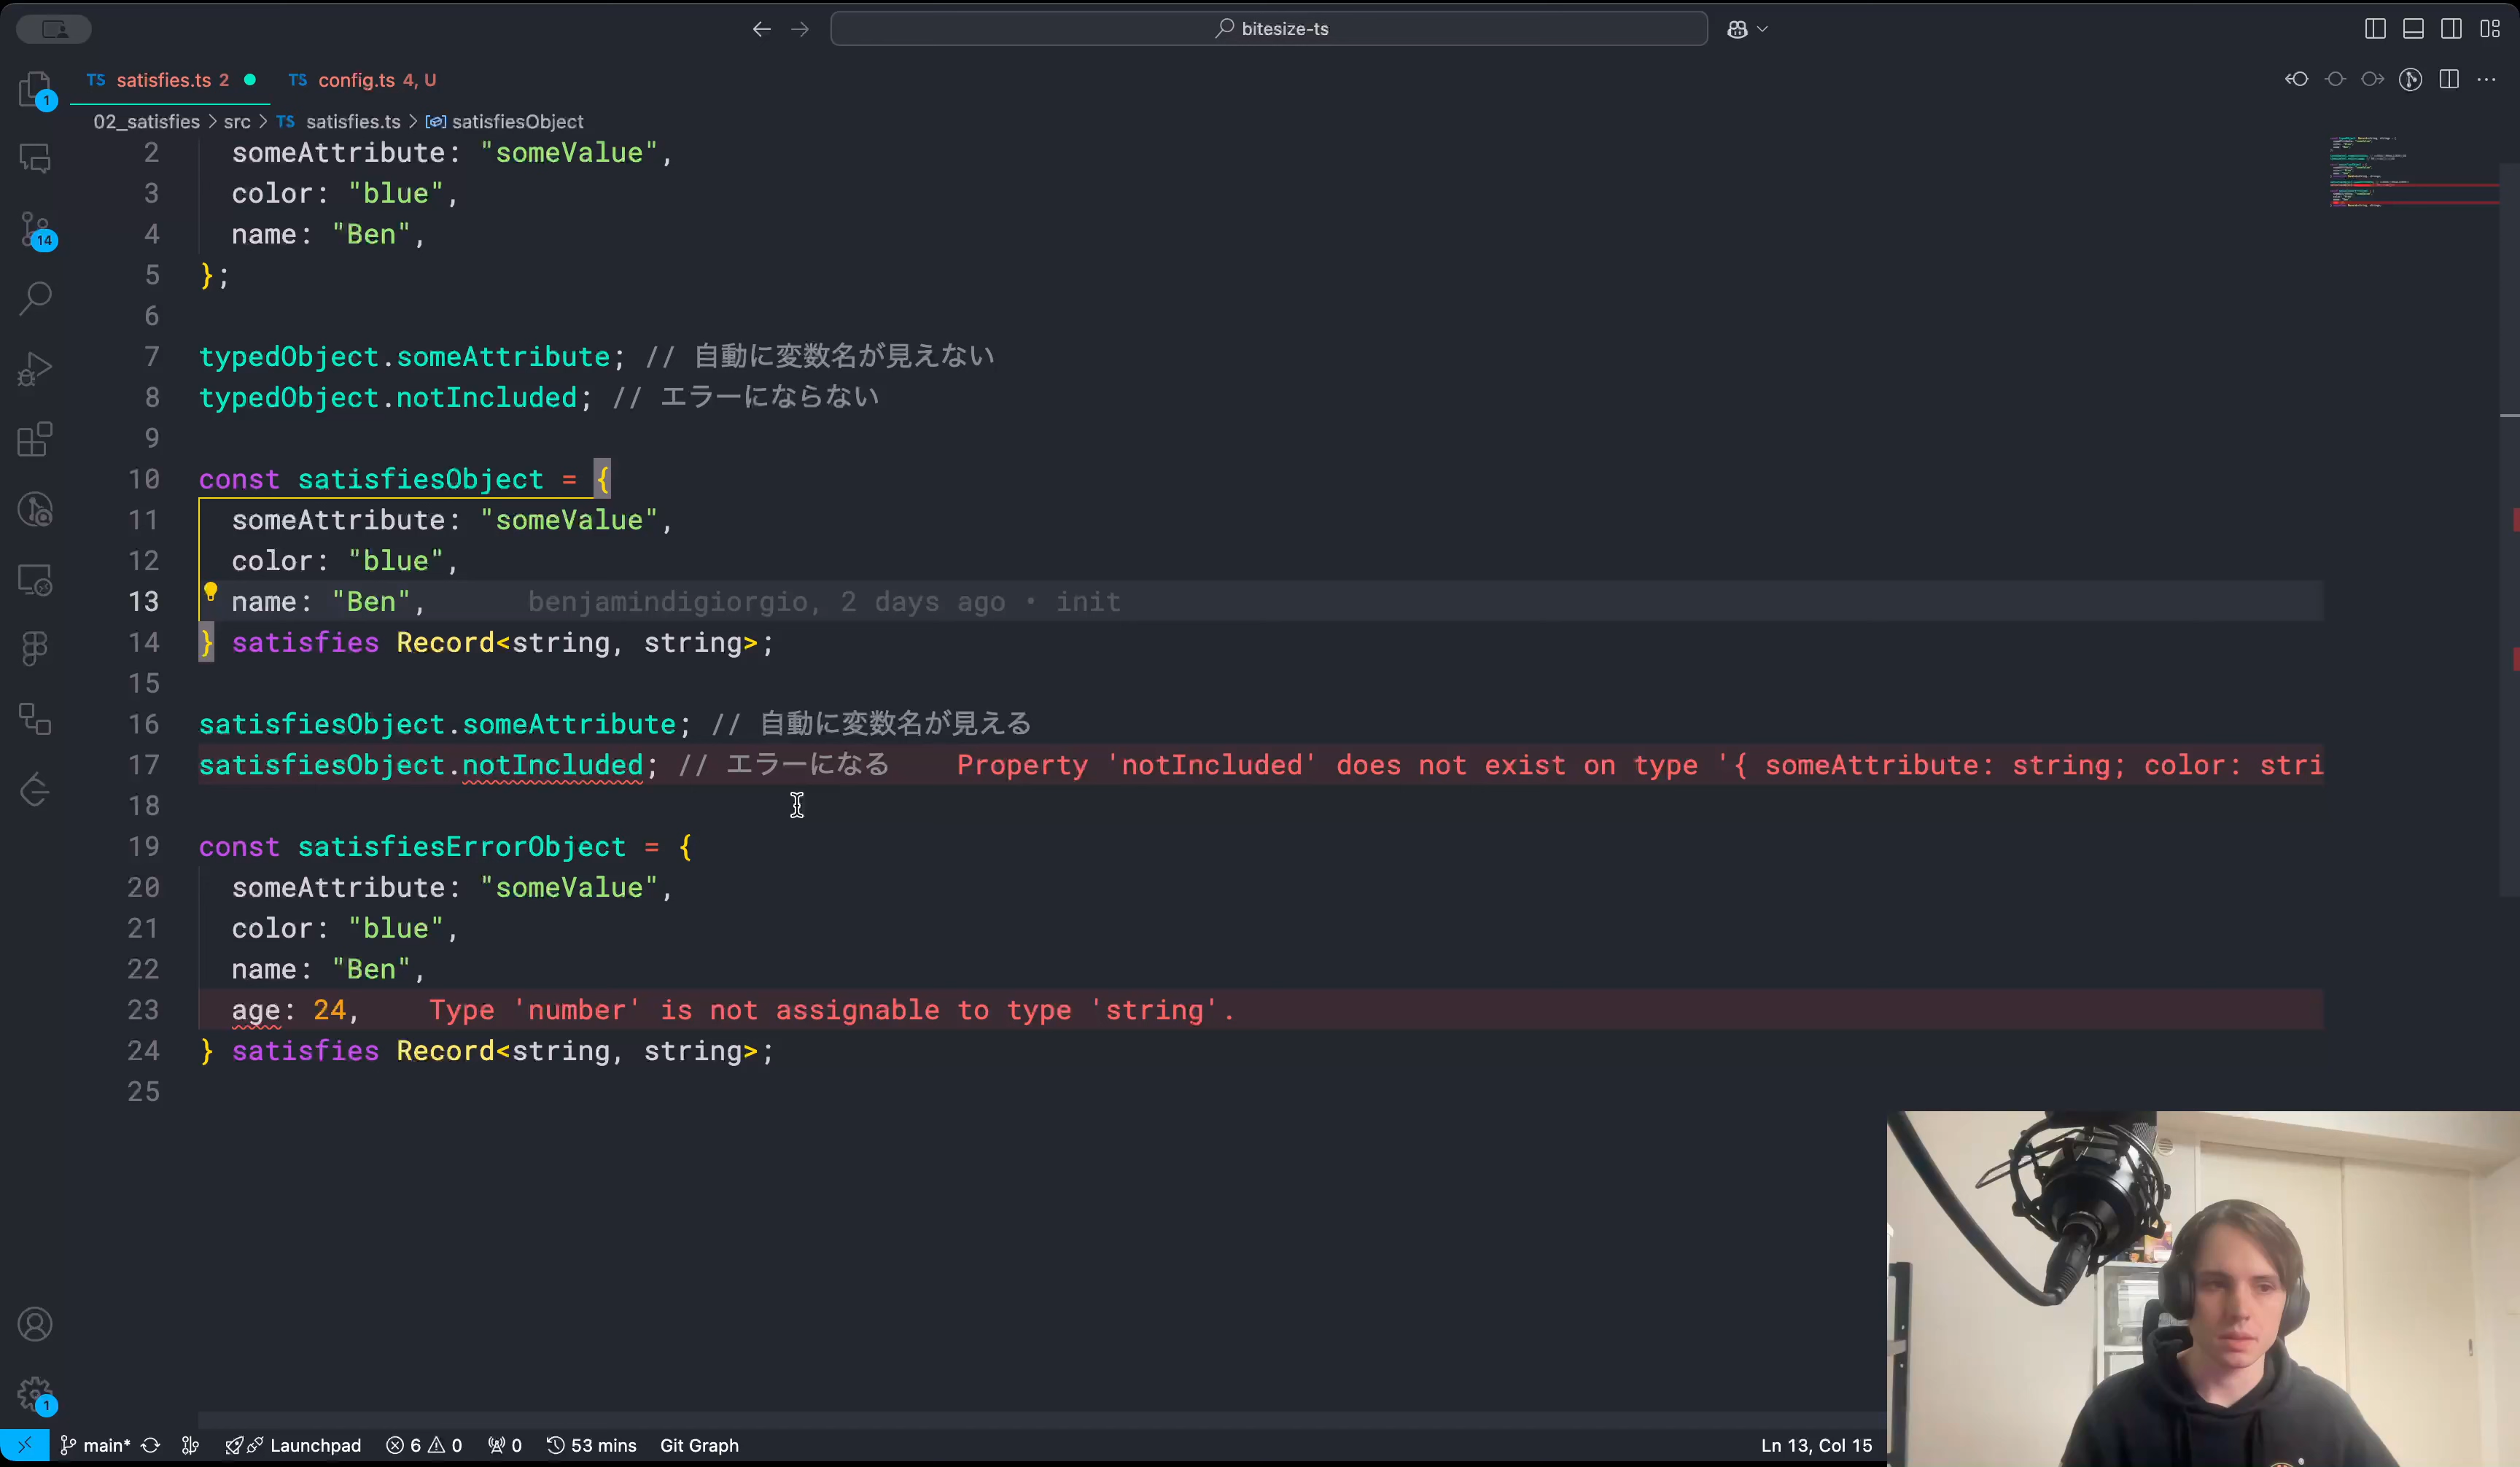 bitesize-ts
TS satisfies.ts 2
TS config.ts 4, U
02_satisfies > src > TS satisfies.ts > satisfiesObject
2 someAttribute: "someValue",
3 color: "blue",
4 name: "Ben",
5 };
6
7 typedObject.someAttribute; // 自動に変数名が見えない
8 typedObject.notIncluded; // エラーにならない
9
10 const satisfiesObject = {
11 someAttribute: "someValue",
12 color: "blue",
13 name: "Ben", benjamindigiorgio, 2 days ago • init
14 } satisfies Record<string, string>;
15
16 satisfiesObject.someAttribute; // 自動に変数名が見える
17 satisfiesObject.notIncluded; // エラーになる Property 'notIncluded' does not exist on type '{ someAttribute: string; color: stri
18
19 const satisfiesErrorObject = {
20 someAttribute: "someValue",
21 color: "blue",
22 name: "Ben",
23 age: 24, Type 'number' is not assignable to type 'string'.
24 } satisfies Record<string, string>;
25
1
14
1
main* Launchpad 6 0 0 53 mins Git Graph Ln 13, Col 15